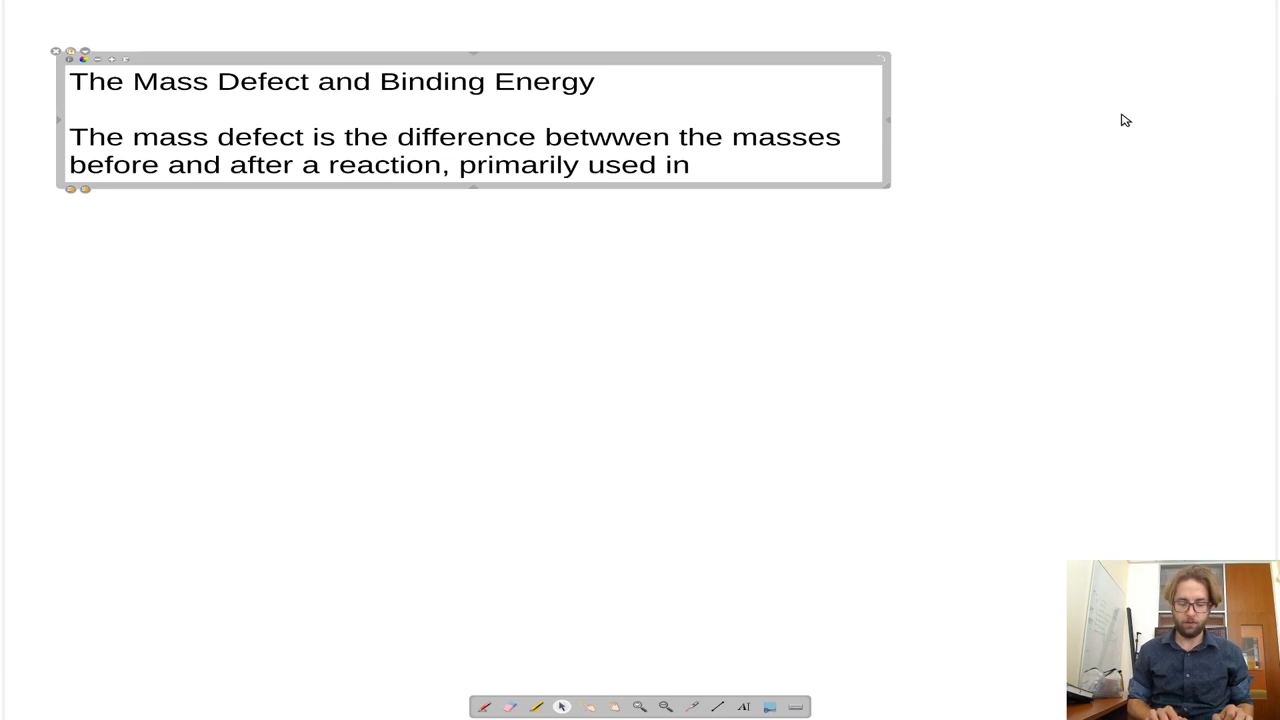 The Mass Defect and Binding Energy
The mass defect is the difference betwwen the masses
before and after a reaction, primarily used in